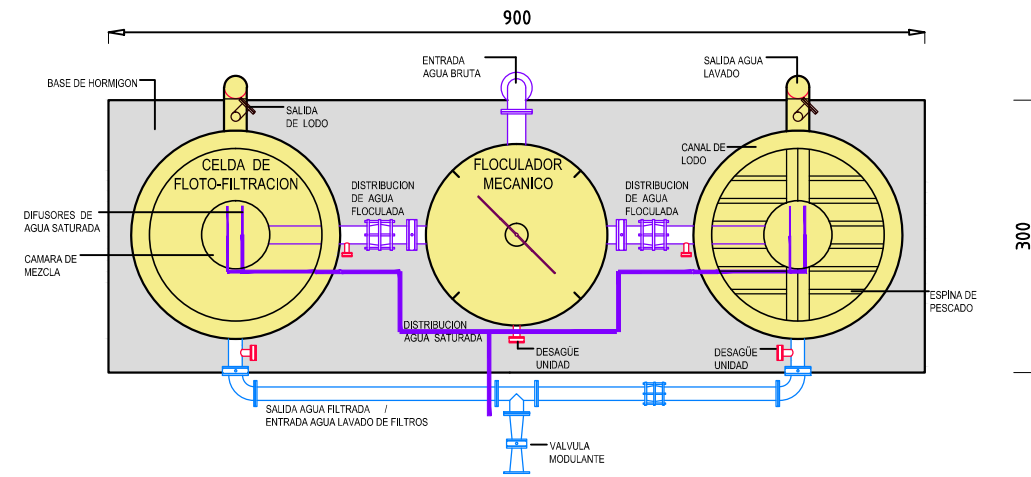 900
ENTRADA
AGUA BRUTA
SALIDA AGUA
LAVADO
BASE DE HORMIGON
SALIDA
DE LODO
CANAL DE
LODO
CELDA DE
FLOTO-FILTRACION
FLOCULADOR
MECANICO
DISTRIBUCION
DE AGUA
FLOCULADA
DISTRIBUCION
DE AGUA
FLOCULADA
DIFUSORES DE
AGUA SATURADA
CAMARA DE
MEZCLA
300
ESPINA DE
PESCADO
DISTRIBUCION
AGUA SATURADA
DESAGÜE
UNIDAD
DESAGÜE
UNIDAD
SALIDA AGUA FILTRADA /
ENTRADA AGUA LAVADO DE FILTROS
VALVULA
MODULANTE